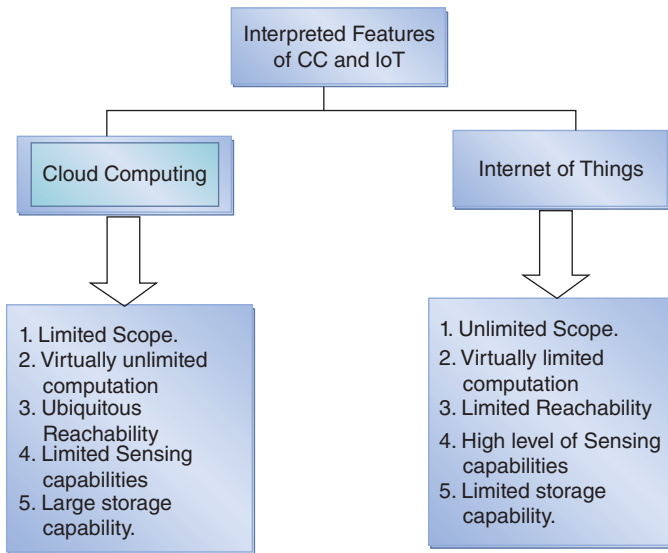 Interpreted Features
of CC and IoT
Cloud Computing
Internet of Things
1. Limited Scope.
2. Virtually unlimited
computation
3. Ubiquitous
Reachability
4. Limited Sensing
capabilities
5. Large storage
capability.
1. Unlimited Scope.
2. Virtually limited
computation
3. Limited Reachability
4. High level of Sensing
capabilities
5. Limited storage
capability.